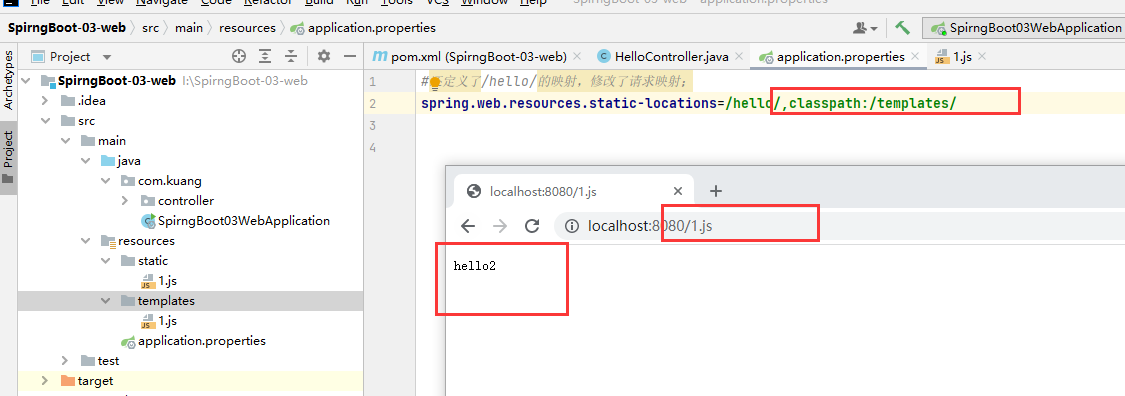 File Edit View Navigate Code Refactor Build Run Tools VCS Window Help SpirngBoot-03-web - application.properties
SpirngBoot-03-web src main resources application.properties SpirngBoot03WebApplication
Archetypes
Project
Project
SpirngBoot-03-web I:\SpirngBoot-03-web
.idea
src
main
java
com.kuang
controller
SpirngBoot03WebApplication
resources
static
1.js
templates
1.js
application.properties
test
target
pom.xml (SpirngBoot-03-web) HelloController.java application.properties 1.js
1 定义了/hello/的映射，修改了请求映射；
2 spring.web.resources.static-locations=/hello/,classpath:/templates/
3
4
localhost:8080/1.js
localhost:8080/1.js
hello2